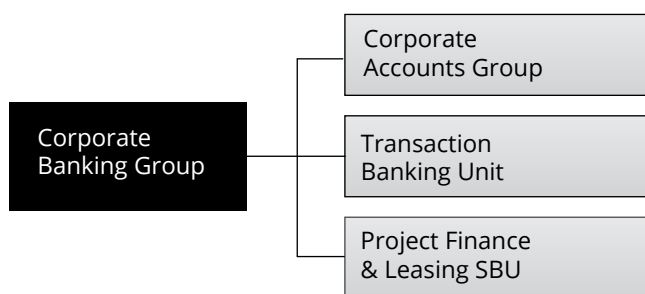 Corporate
Banking Group
Corporate
Accounts Group
Transaction
Banking Unit
Project Finance
& Leasing SBU